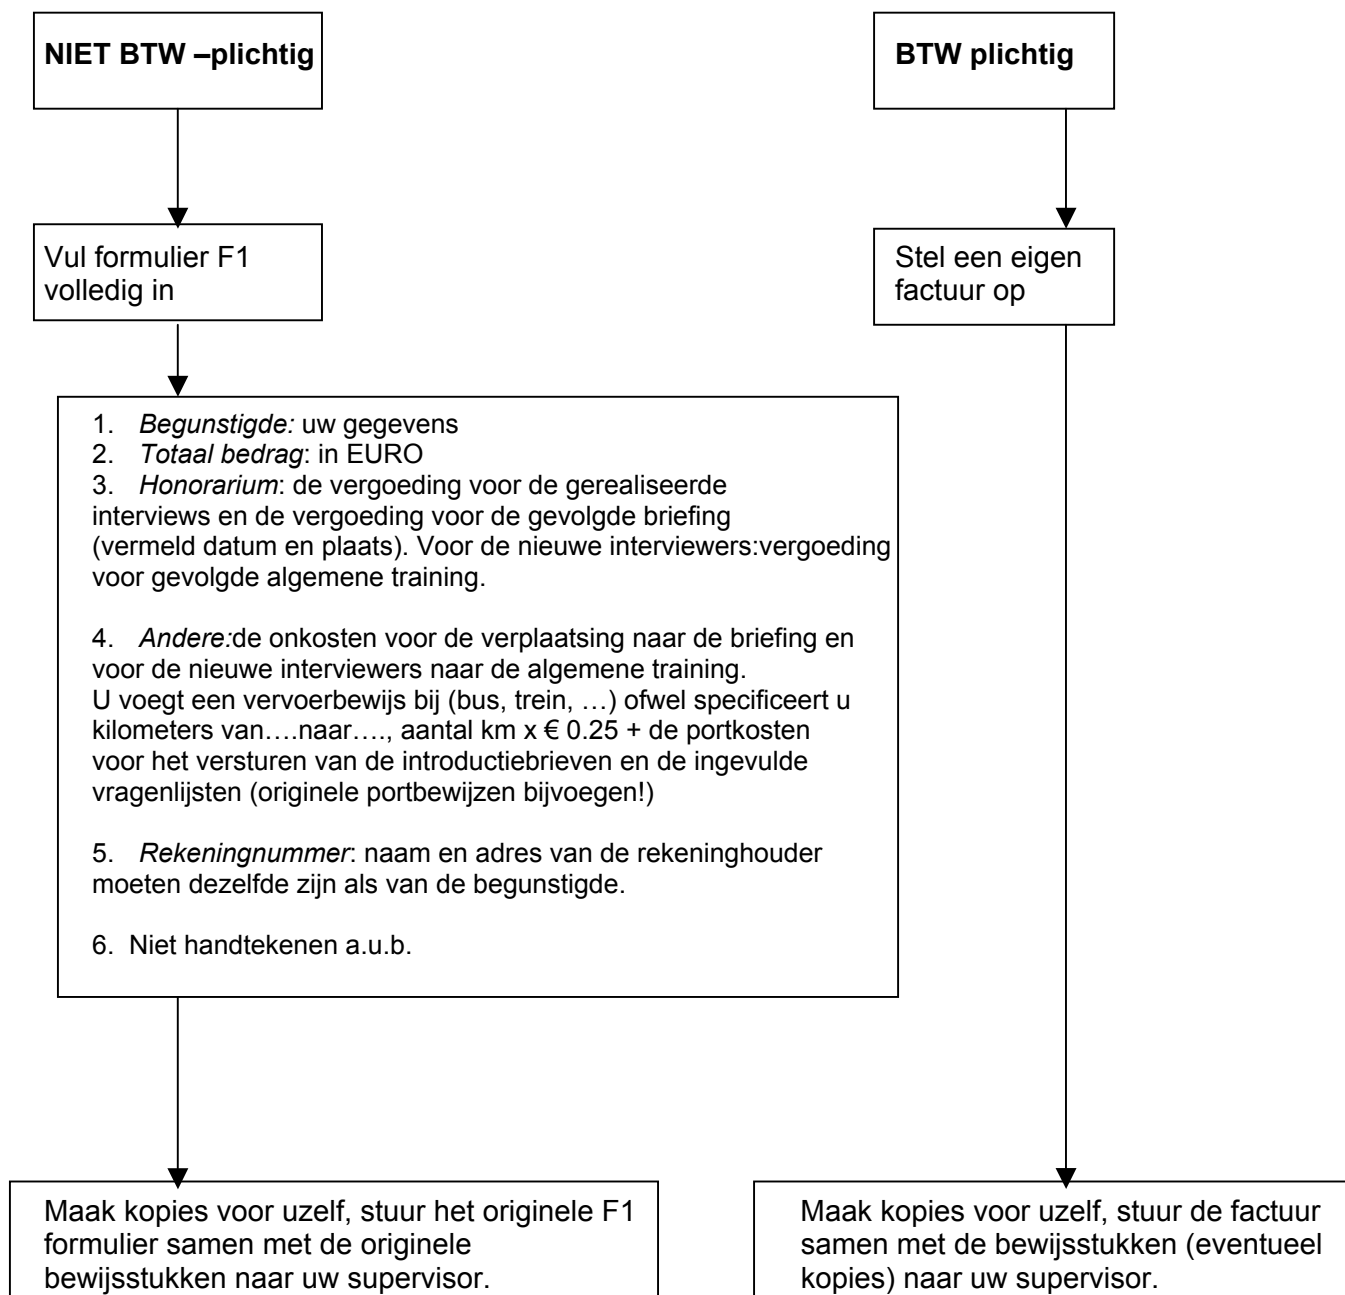 NIET BTW –plichtig
BTW plichtig
Vul formulier F1
volledig in
Stel een eigen
factuur op
1. Begunstigde: uw gegevens
2. Totaal bedrag: in EURO
3. Honorarium: de vergoeding voor de gerealiseerde
interviews en de vergoeding voor de gevolgde briefing
(vermeld datum en plaats). Voor de nieuwe interviewers:vergoeding
voor gevolgde algemene training.
4. Andere:de onkosten voor de verplaatsing naar de briefing en
voor de nieuwe interviewers naar de algemene training.
U voegt een vervoerbewijs bij (bus, trein, …) ofwel specificeert u
kilometers van….naar…., aantal km x € 0.25 + de portkosten
voor het versturen van de introductiebrieven en de ingevulde
vragenlijsten (originele portbewijzen bijvoegen!)
5. Rekeningnummer: naam en adres van de rekeninghouder
moeten dezelfde zijn als van de begunstigde.
6. Niet handtekenen a.u.b.
Maak kopies voor uzelf, stuur het originele F1
formulier samen met de originele
bewijsstukken naar uw supervisor.
Maak kopies voor uzelf, stuur de factuur
samen met de bewijsstukken (eventueel
kopies) naar uw supervisor.